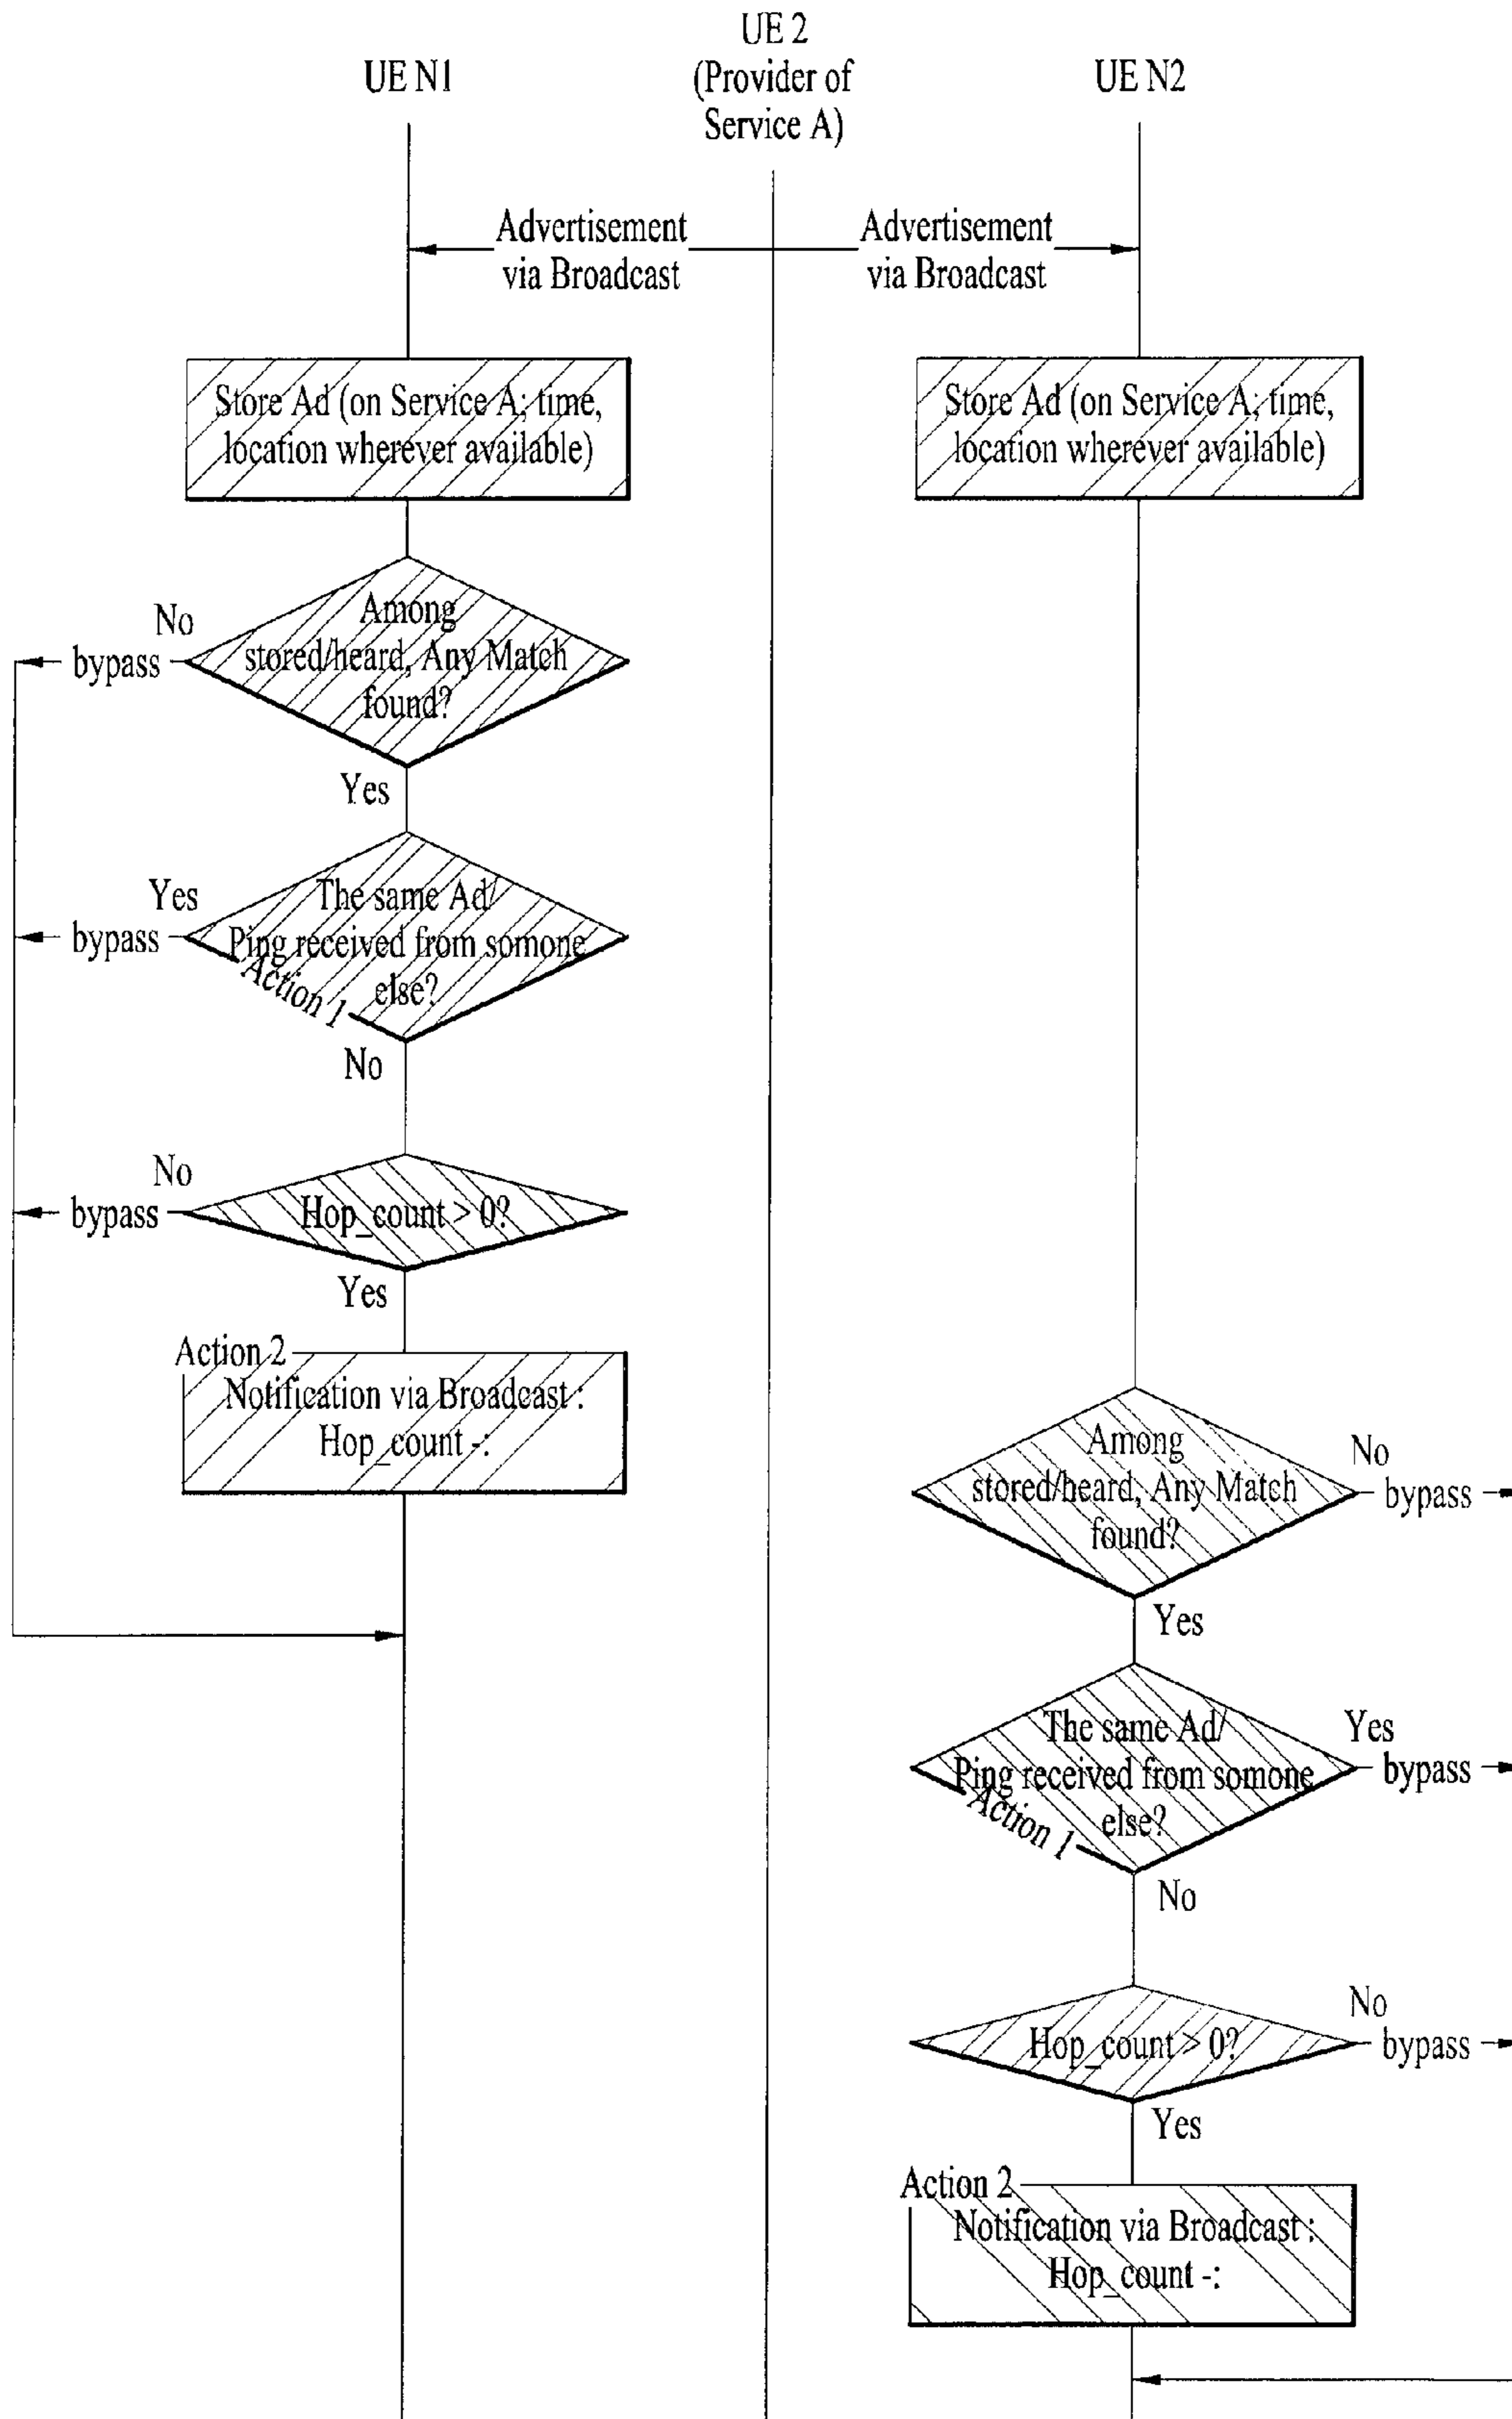 UE N1
UE 2
(Provider of
Service A)
UE N2
Advertisement
via Broadcast
Advertisement
via Broadcast
Store Ad (on Service A; time,
location wherever available)
Store Ad (on Service A; time,
location wherever available)
Among
stored/heard, Any Match
found?
No
bypass
Yes
The same Ad/
Ping received from somone
else?
Action 1
Yes
bypass
No
Hop_count > 0?
No
bypass
Yes
Action 2
Notification via Broadcast :
Hop_count -:
Among
stored/heard, Any Match
found?
No
bypass
Yes
The same Ad/
Ping received from somone
else?
Action 1
Yes
bypass
No
Hop_count > 0?
No
bypass
Yes
Action 2
Notification via Broadcast :
Hop_count -: